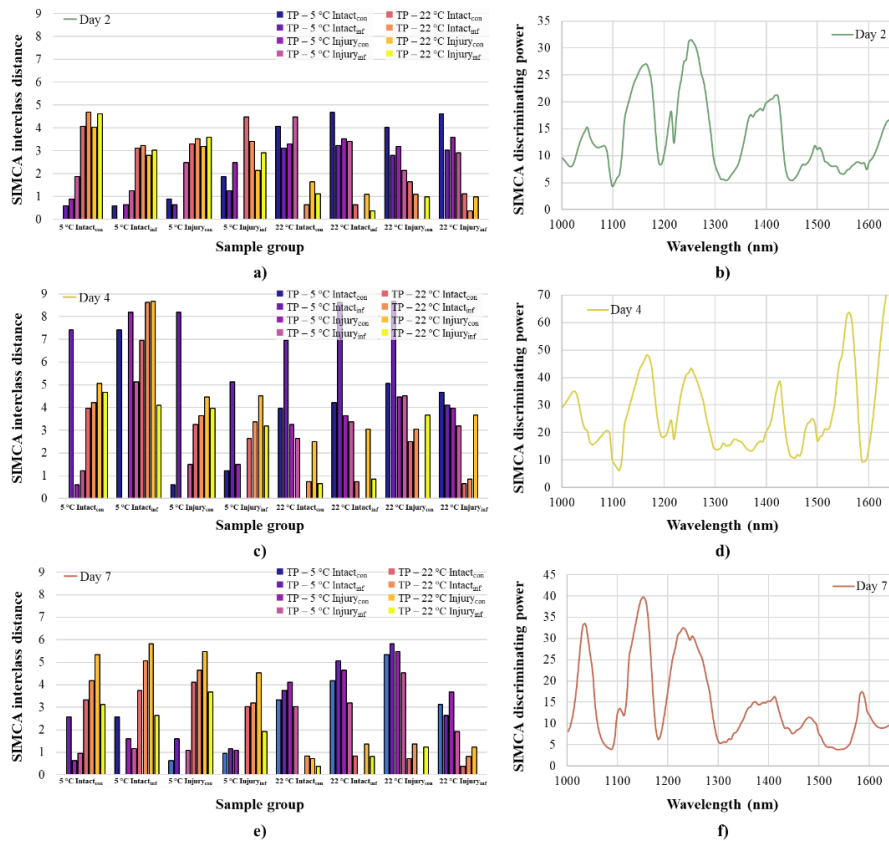 9
8
7
6
5
4
3
2
1
0
SIMCA interclass distance
Day 2
TP – 5 °C Intactcon
TP – 5 °C Intactinf
TP – 5 °C Injurycon
TP – 5 °C Injuryinf
TP – 22 °C Intactcon
TP – 22 °C Intactinf
TP – 22 °C Injurycon
TP – 22 °C Injuryinf
5 °C Intactcon 5 °C Intactinf 5 °C Injurycon 5 °C Injuryinf 22 °C Intactcon 22 °C Intactinf 22 °C Injurycon 22 °C Injuryinf
Sample group
a)
35
30
25
20
15
10
5
0
SIMCA discriminating power
Day 2
1000 1100 1200 1300 1400 1500 1600
Wavelength (nm)
b)
9
8
7
6
5
4
3
2
1
0
SIMCA interclass distance
Day 4
TP – 5 °C Intactcon
TP – 5 °C Intactinf
TP – 5 °C Injurycon
TP – 5 °C Injuryinf
TP – 22 °C Intactcon
TP – 22 °C Intactinf
TP – 22 °C Injurycon
TP – 22 °C Injuryinf
5 °C Intactcon 5 °C Intactinf 5 °C Injurycon 5 °C Injuryinf 22 °C Intactcon 22 °C Intactinf 22 °C Injurycon 22 °C Injuryinf
Sample group
c)
70
60
50
40
30
20
10
0
SIMCA discriminating power
Day 4
1000 1100 1200 1300 1400 1500 1600
Wavelength (nm)
d)
9
8
7
6
5
4
3
2
1
0
SIMCA interclass distance
Day 7
TP – 5 °C Intactcon
TP – 5 °C Intactinf
TP – 5 °C Injurycon
TP – 5 °C Injuryinf
TP – 22 °C Intactcon
TP – 22 °C Intactinf
TP – 22 °C Injurycon
TP – 22 °C Injuryinf
5 °C Intactcon 5 °C Intactinf 5 °C Injurycon 5 °C Injuryinf 22 °C Intactcon 22 °C Intactinf 22 °C Injurycon 22 °C Injuryinf
Sample group
e)
45
40
35
30
25
20
15
10
5
0
SIMCA discriminating power
Day 7
1000 1100 1200 1300 1400 1500 1600
Wavelength (nm)
f)